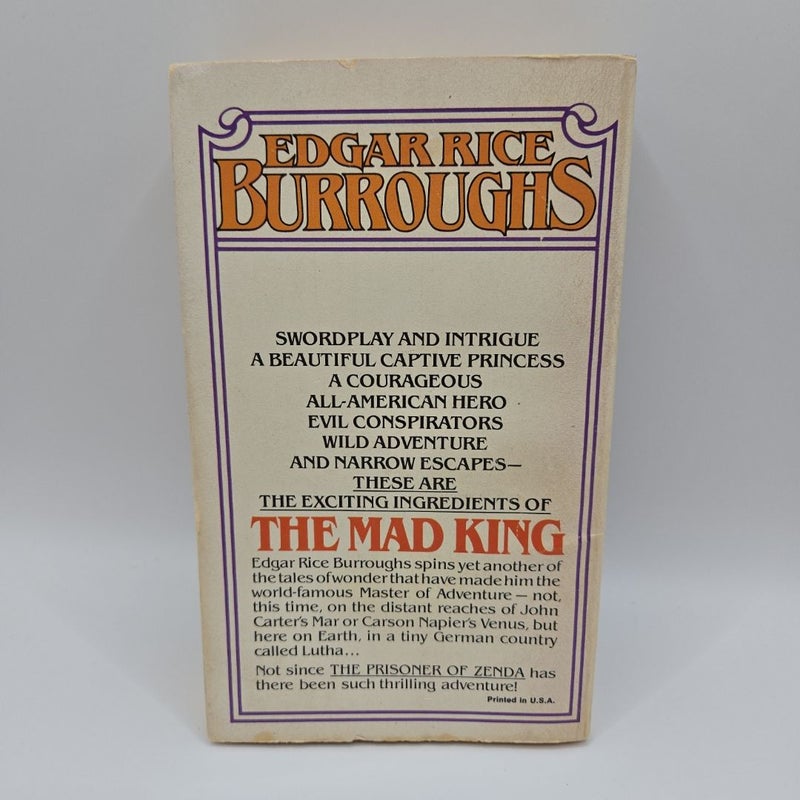 EDGAR RICE
BURROUGHS
SWORDPLAY AND INTRIGUE
A BEAUTIFUL CAPTIVE PRINCESS
A COURAGEOUS
ALL-AMERICAN HERO
EVIL CONSPIRATORS
WILD ADVENTURE
AND NARROW ESCAPES—
THESE ARE
THE EXCITING INGREDIENTS OF
THE MAD KING
Edgar Rice Burroughs spins yet another of
the tales of wonder that have made him the
world-famous Master of Adventure — not,
this time, on the distant reaches of John
Carter's Mar or Carson Napier's Venus, but
here on Earth, in a tiny German country
called Lutha...
Not since THE PRISONER OF ZENDA has
there been such thrilling adventure!
Printed in U.S.A.